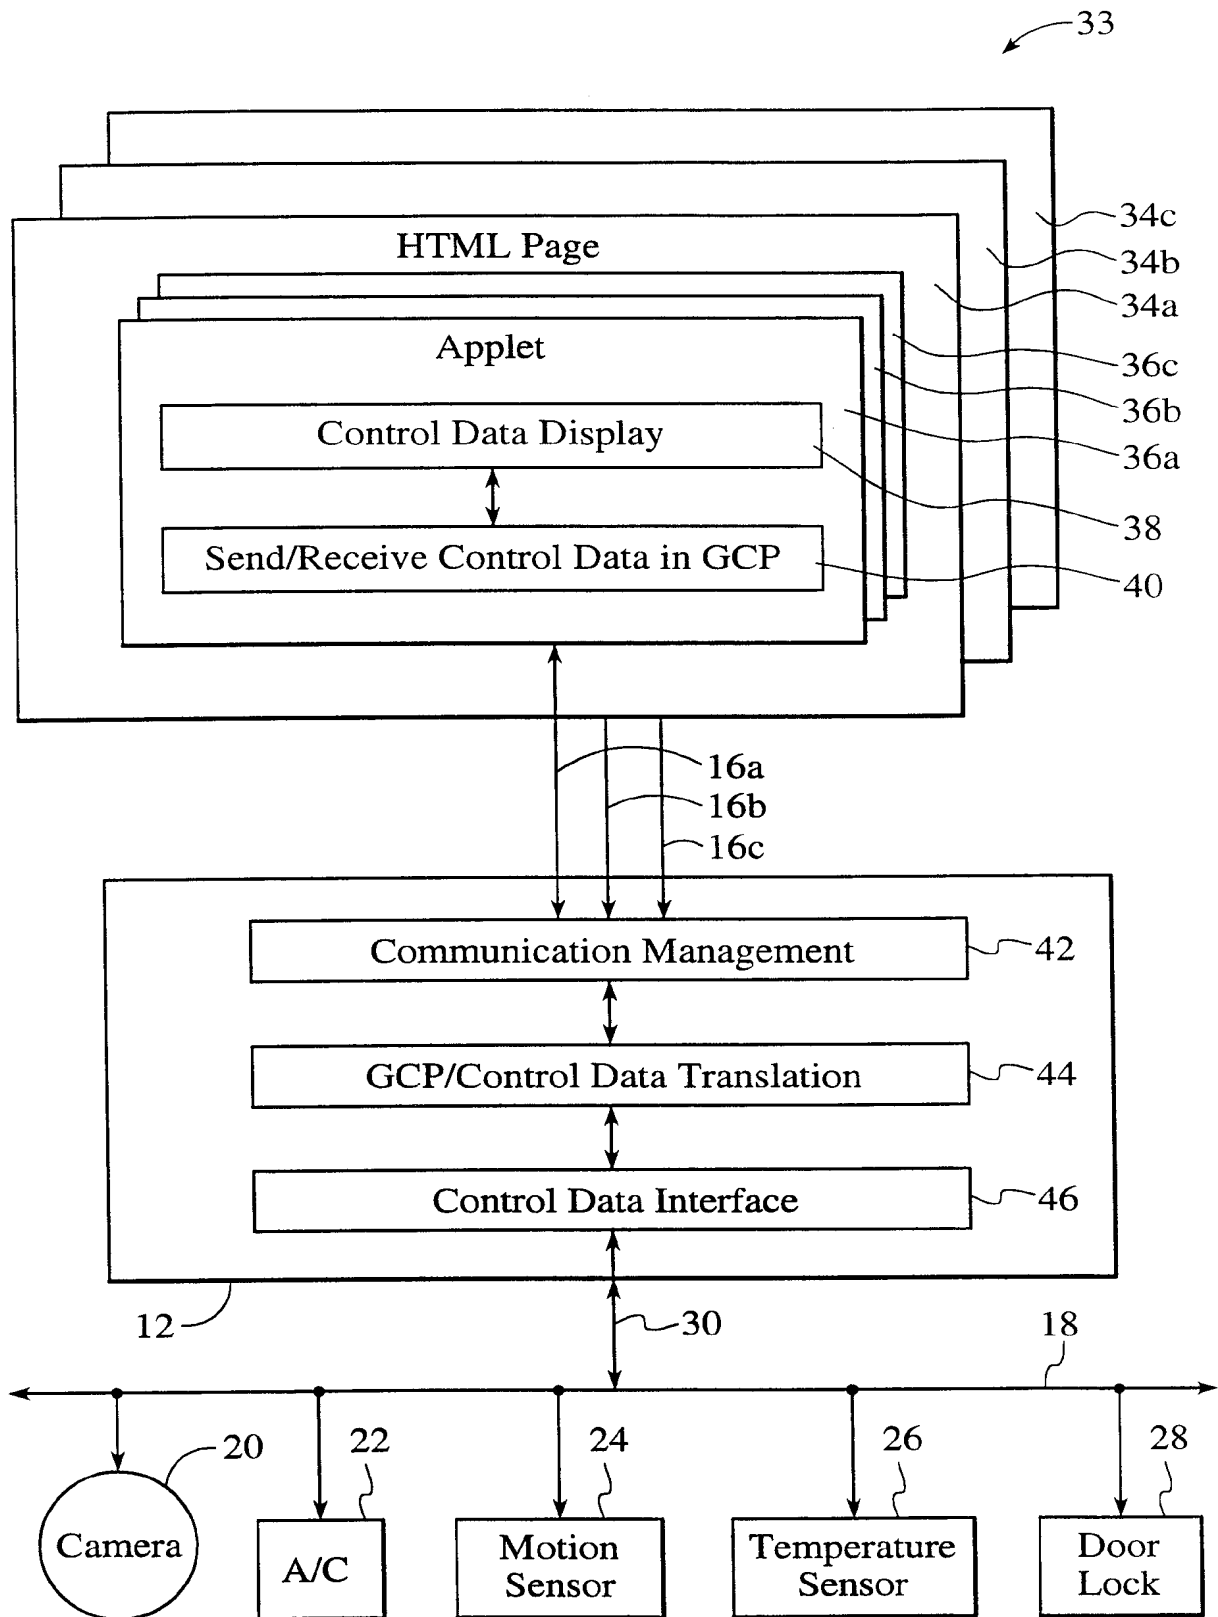 33
34c
HTML Page
34b
34a
Applet
36c
36b
Control Data Display
36a
38
Send/Receive Control Data in GCP
40
16a
16b
16c
Communication Management
42
GCP/Control Data Translation
44
Control Data Interface
46
12
30
18
20
22
24
26
28
Camera
A/C
Motion
Sensor
Temperature
Sensor
Door
Lock